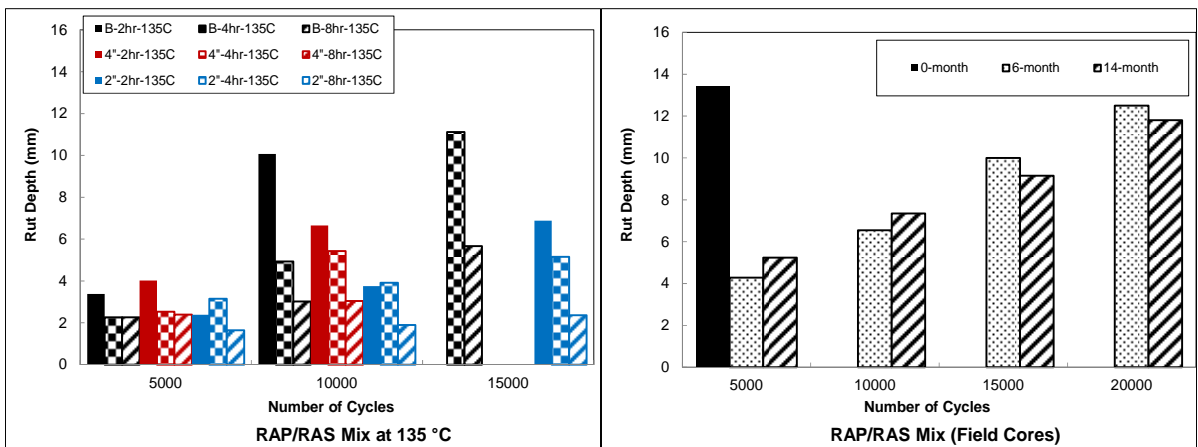 16
14
12
10
8
6
4
2
0
Rut Depth (mm)
B-2hr-135C B-4hr-135C B-8hr-135C
4"-2hr-135C 4"-4hr-135C 4"-8hr-135C
2"-2hr-135C 2"-4hr-135C 2"-8hr-135C
5000 10000 15000
Number of Cycles
RAP/RAS Mix at 135 °C
16
14
12
10
8
6
4
2
0
Rut Depth (mm)
0-month 6-month 14-month
5000 10000 15000 20000
Number of Cycles
RAP/RAS Mix (Field Cores)